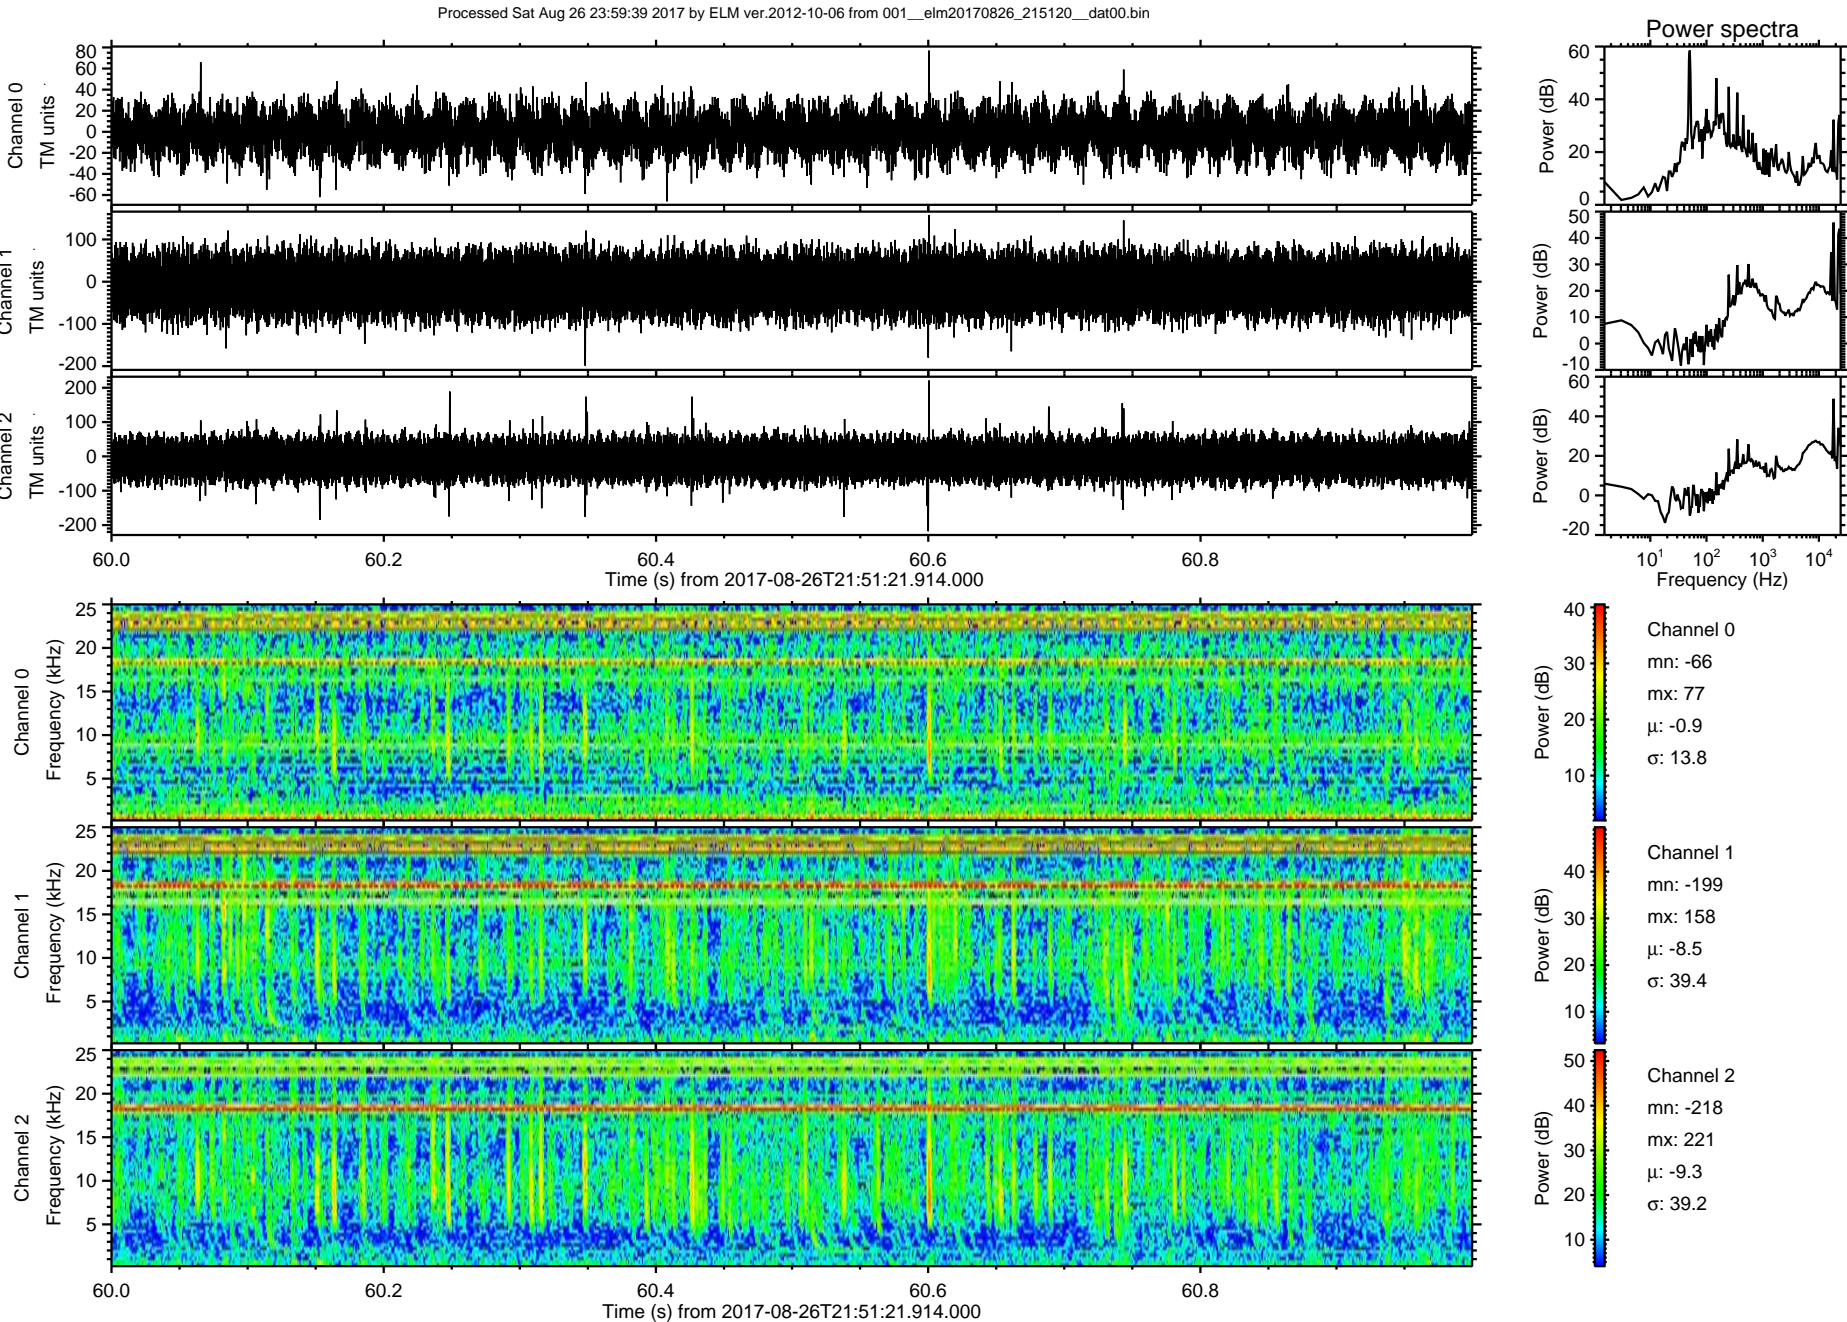 Processed Sat Aug 26 23:59:39 2017 by ELM ver.2012-10-06 from 001__elm20170826_215120__dat00.bin
Power spectra
Channel 0
TM units
80
60
40
20
0
-20
-40
-60
Power (dB)
60
40
20
0
Channel 1
TM units
100
0
-100
-200
Power (dB)
50
40
30
20
10
0
-10
Channel 2
TM units
200
100
0
-100
-200
Power (dB)
60
40
20
0
-20
60.0 60.2 60.4 60.6 60.8
Time (s) from 2017-08-26T21:51:21.914.000
10¹ 10² 10³ 10⁴
Frequency (Hz)
Channel 0
Frequency (kHz)
25
20
15
10
5
Power (dB)
40
30
20
10
Channel 0
mn: -66
mx: 77
μ: -0.9
σ: 13.8
Channel 1
Frequency (kHz)
25
20
15
10
5
Power (dB)
40
30
20
10
Channel 1
mn: -199
mx: 158
μ: -8.5
σ: 39.4
Channel 2
Frequency (kHz)
25
20
15
10
5
Power (dB)
50
40
30
20
10
Channel 2
mn: -218
mx: 221
μ: -9.3
σ: 39.2
60.0 60.2 60.4 60.6 60.8
Time (s) from 2017-08-26T21:51:21.914.000